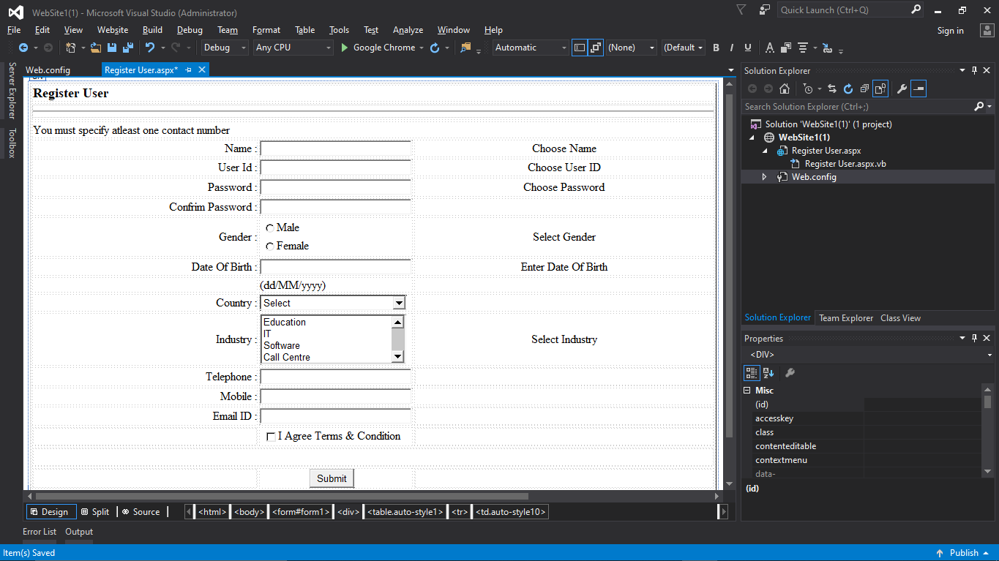 WebSite1(1) - Microsoft Visual Studio (Administrator)
Quick Launch (Ctrl+Q)
File Edit View Website Build Debug Team Format Table Tools Test Analyze Window Help
Sign in
Debug Any CPU Google Chrome Automatic (None) (Default B I U
Server Explorer
Toolbox
Web.config
Register User.aspx*
Register User
You must specify atleast one contact number
Name : Choose Name
User Id : Choose User ID
Password : Choose Password
Confrim Password :
Male
Gender : Select Gender
Female
Date Of Birth : Enter Date Of Birth
(dd/MM/yyyy)
Country : Select
Education
IT
Industry : Select Industry
Software
Call Centre
Telephone :
Mobile :
Email ID :
I Agree Terms & Condition
Submit
Design Split Source <html> <body> <form#form1> <div> <table.auto-style1> <tr> <td.auto-style10>
Error List Output
Item(s) Saved
Solution Explorer
Search Solution Explorer (Ctrl+;)
Solution 'WebSite1(1)' (1 project)
WebSite1(1)
Register User.aspx
Register User.aspx.vb
Web.config
Solution Explorer Team Explorer Class View
Properties
<DIV>
Misc
(id)
accesskey
class
contenteditable
contextmenu
data-
(id)
Publish